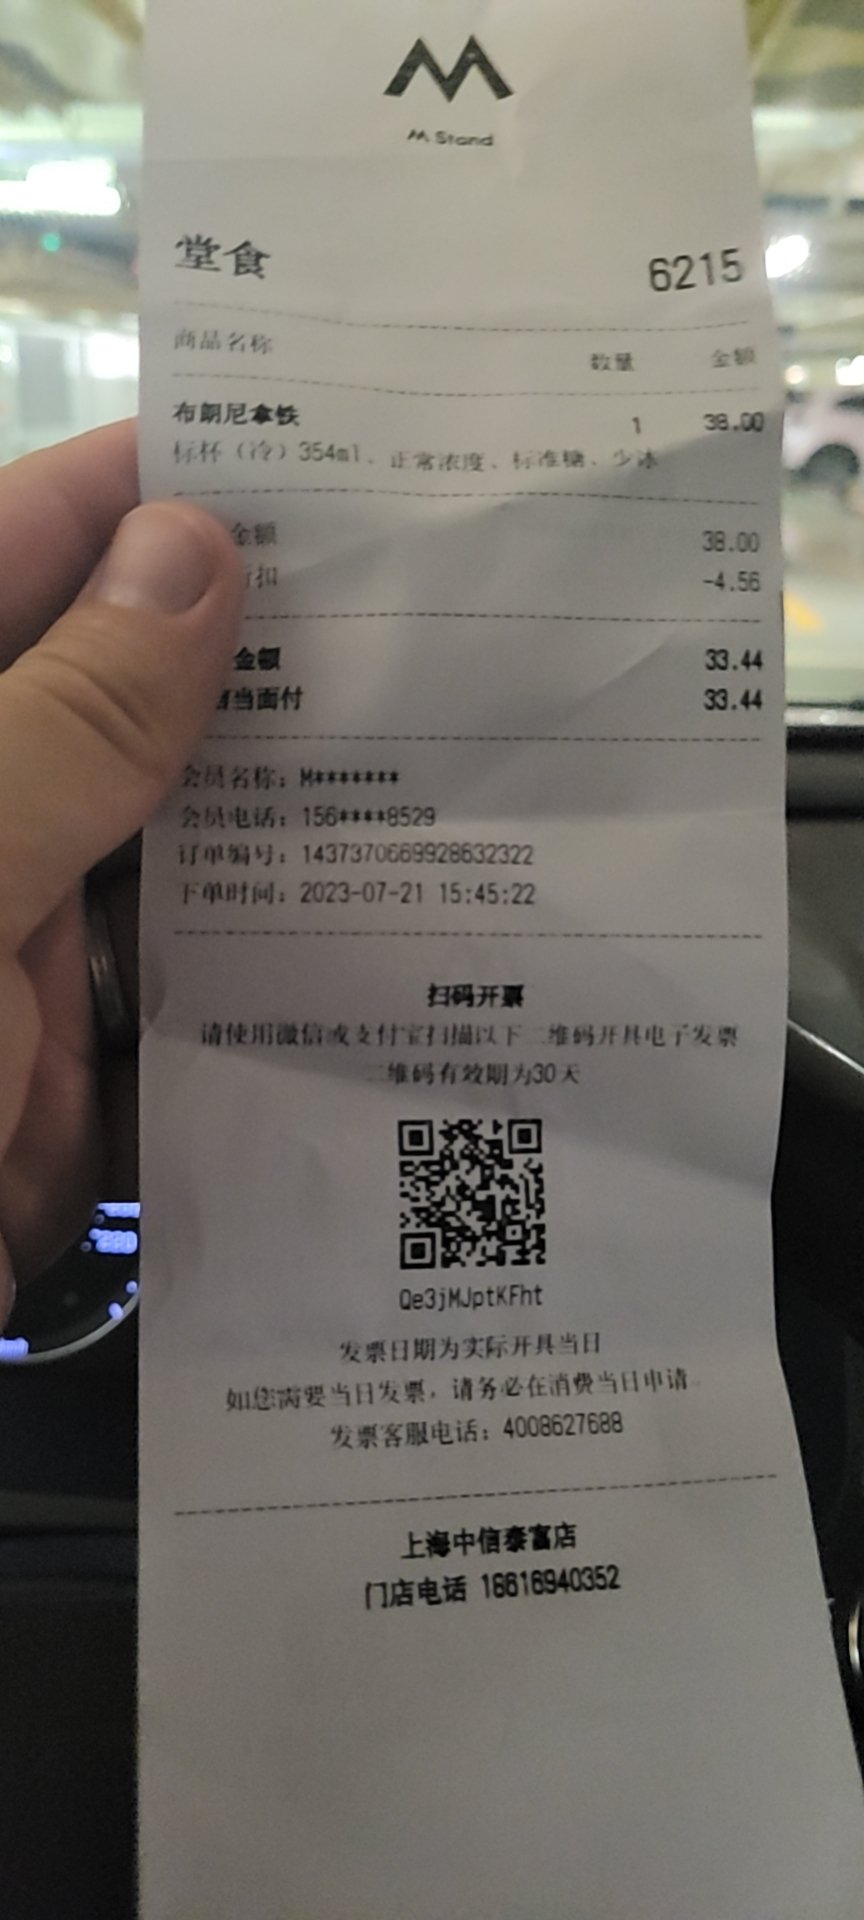 M Stand
堂食 6215
商品名称 数量 金额
布朗尼拿铁 1 38.00
标杯（冷）354ml、正常浓度、标准糖、少冰
金额 38.00
折扣 -4.56
金额 33.44
当面付 33.44
会员名称：M*******
会员电话：156****8529
订单编号：1437370669928632322
下单时间：2023-07-21 15:45:22
扫码开票
请使用微信或支付宝扫描以下二维码开具电子发票
二维码有效期为30天
Qe3jMJptKFht
发票日期为实际开具当日
如您需要当日发票，请务必在消费当日申请。
发票客服电话：4008627688
上海中信泰富店
门店电话 18616940352